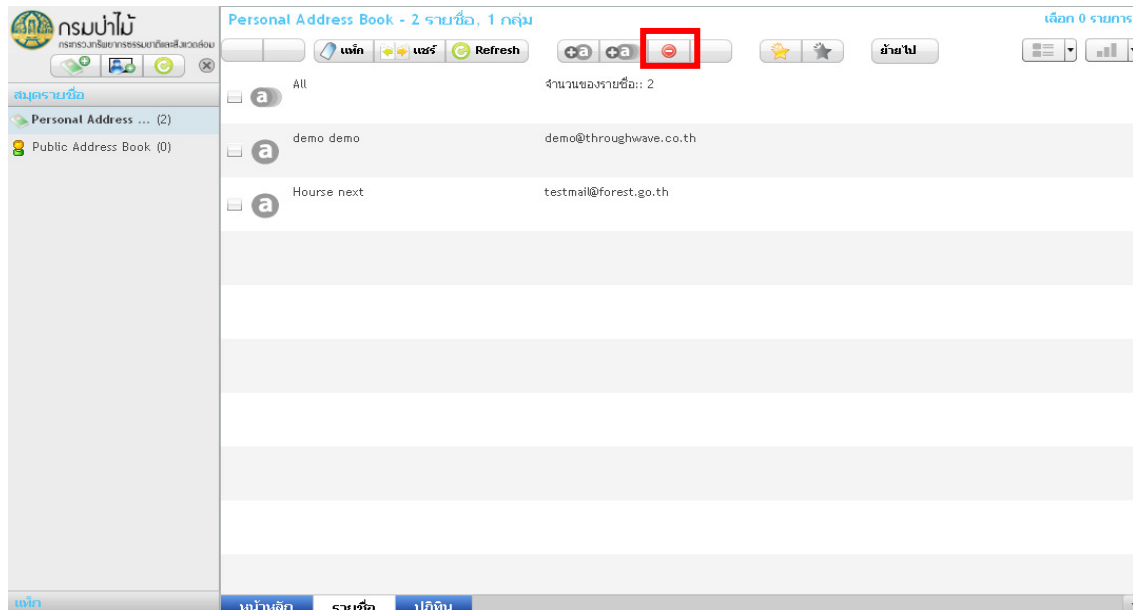 กรมป่าไม้
กระทรวงทรัพยากรธรรมชาติและสิ่งแวดล้อม
Personal Address Book - 2 รายชื่อ, 1 กลุ่ม
เลือก 0 รายการ
แท็ก แชร์ Refresh ย้ายไป
สมุดรายชื่อ
Personal Address ... (2)
Public Address Book (0)
All จำนวนของรายชื่อ:: 2
demo demo demo@throughwave.co.th
Hourse next testmail@forest.go.th
แท็ก
หน้าหลัก รายชื่อ ปฏิทิน